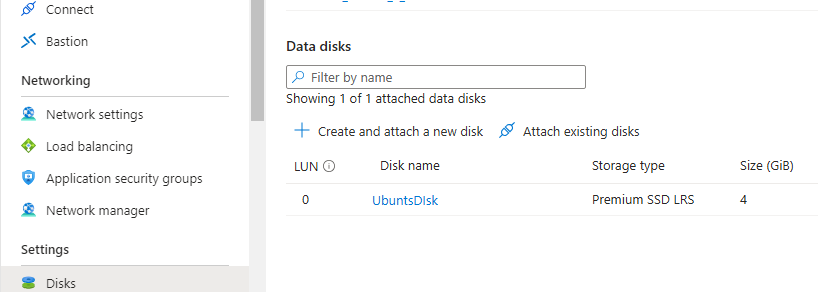 Connect
Bastion
Networking
Network settings
Load balancing
Application security groups
Network manager
Settings
Disks
Data disks
Filter by name
Showing 1 of 1 attached data disks
Create and attach a new disk Attach existing disks
LUN Disk name Storage type Size (GiB)
0 UbuntsDIsk Premium SSD LRS 4